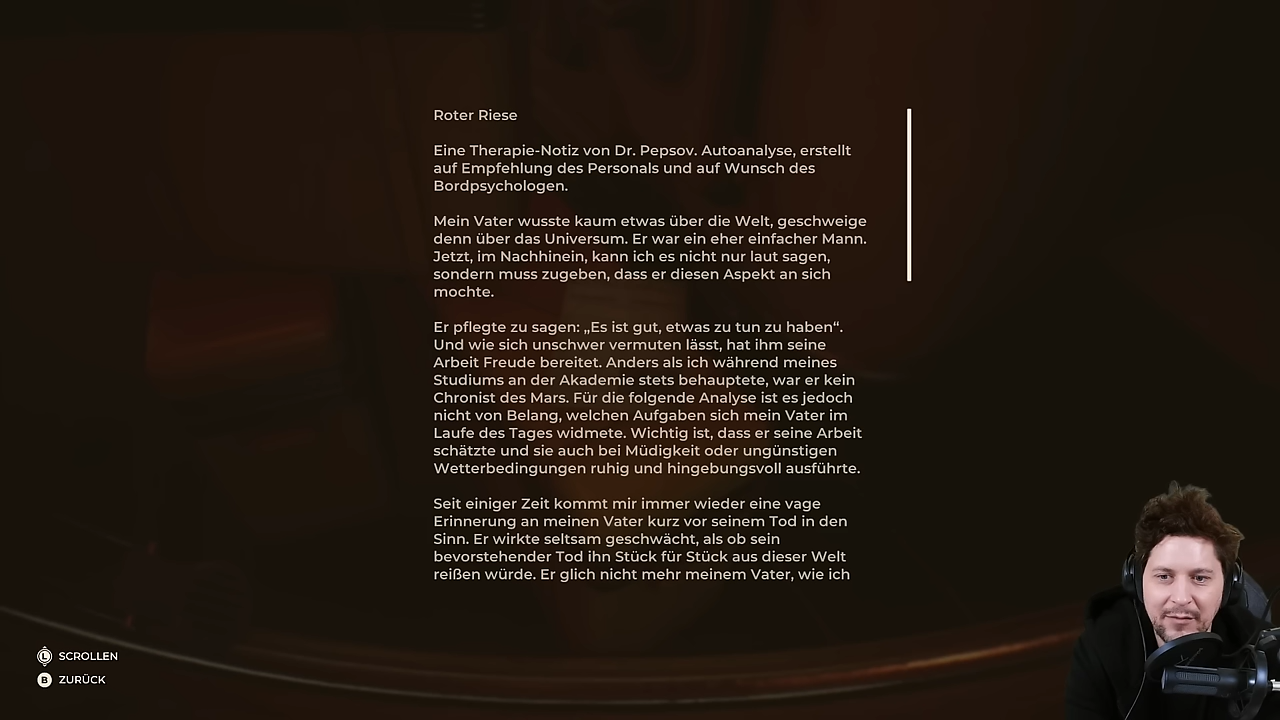 Roter Riese
Eine Therapie-Notiz von Dr. Pepsov. Autoanalyse, erstellt
auf Empfehlung des Personals und auf Wunsch des
Bordpsychologen.
Mein Vater wusste kaum etwas über die Welt, geschweige
denn über das Universum. Er war ein eher einfacher Mann.
Jetzt, im Nachhinein, kann ich es nicht nur laut sagen,
sondern muss zugeben, dass er diesen Aspekt an sich
mochte.
Er pflegte zu sagen: „Es ist gut, etwas zu tun zu haben“.
Und wie sich unschwer vermuten lässt, hat ihm seine
Arbeit Freude bereitet. Anders als ich während meines
Studiums an der Akademie stets behauptete, war er kein
Chronist des Mars. Für die folgende Analyse ist es jedoch
nicht von Belang, welchen Aufgaben sich mein Vater im
Laufe des Tages widmete. Wichtig ist, dass er seine Arbeit
schätzte und sie auch bei Müdigkeit oder ungünstigen
Wetterbedingungen ruhig und hingebungsvoll ausführte.
Seit einiger Zeit kommt mir immer wieder eine vage
Erinnerung an meinen Vater kurz vor seinem Tod in den
Sinn. Er wirkte seltsam geschwächt, als ob sein
bevorstehender Tod ihn Stück für Stück aus dieser Welt
reißen würde. Er glich nicht mehr meinem Vater, wie ich
L SCROLLEN
B ZURÜCK